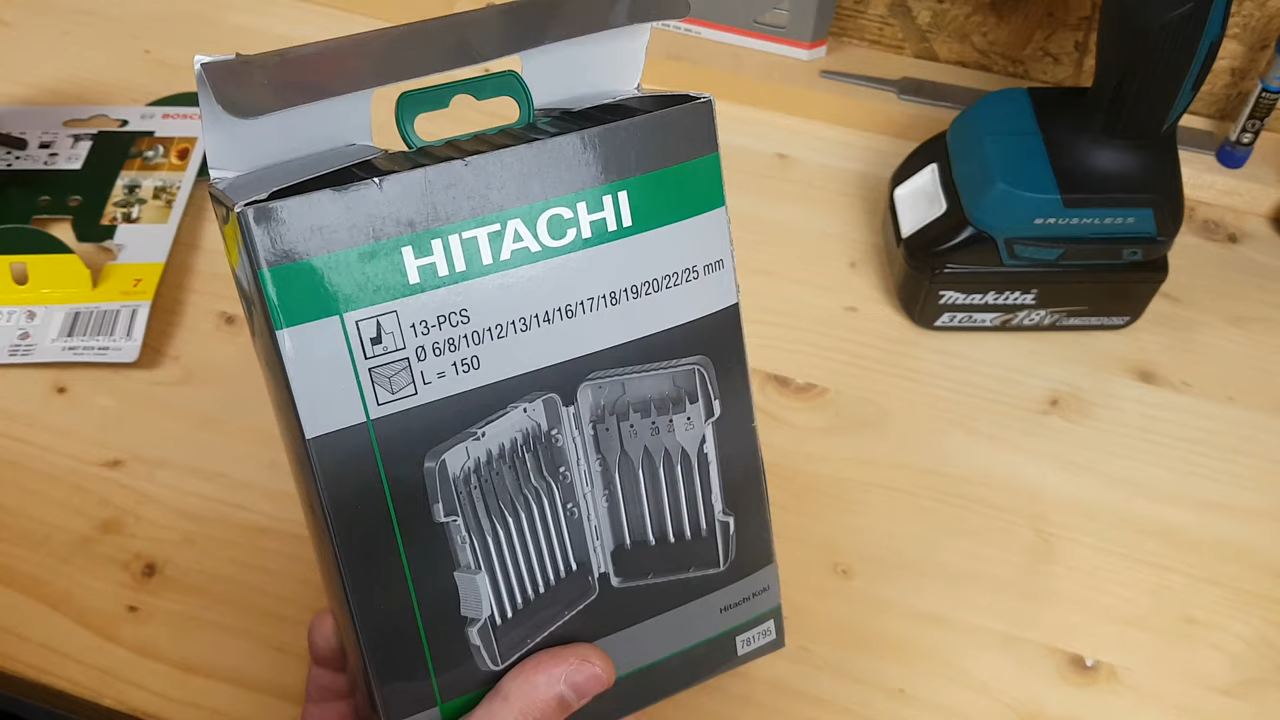 HITACHI
13-PCS
Ø 6/8/10/12/13/14/16/17/18/19/20/22/25 mm
L = 150
19
20
25
Hitachi Koki
781795
BOSCH
7
BRUSHLESS
makita
3.0Ah
18V